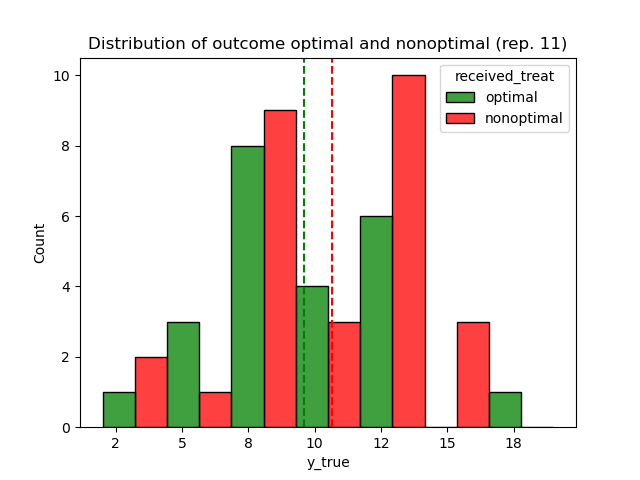 Distribution of outcome optimal and nonoptimal (rep. 11)
received_treat
optimal
nonoptimal
10
8
6
4
2
0
Count
2 5 8 10 12 15 18
y_true